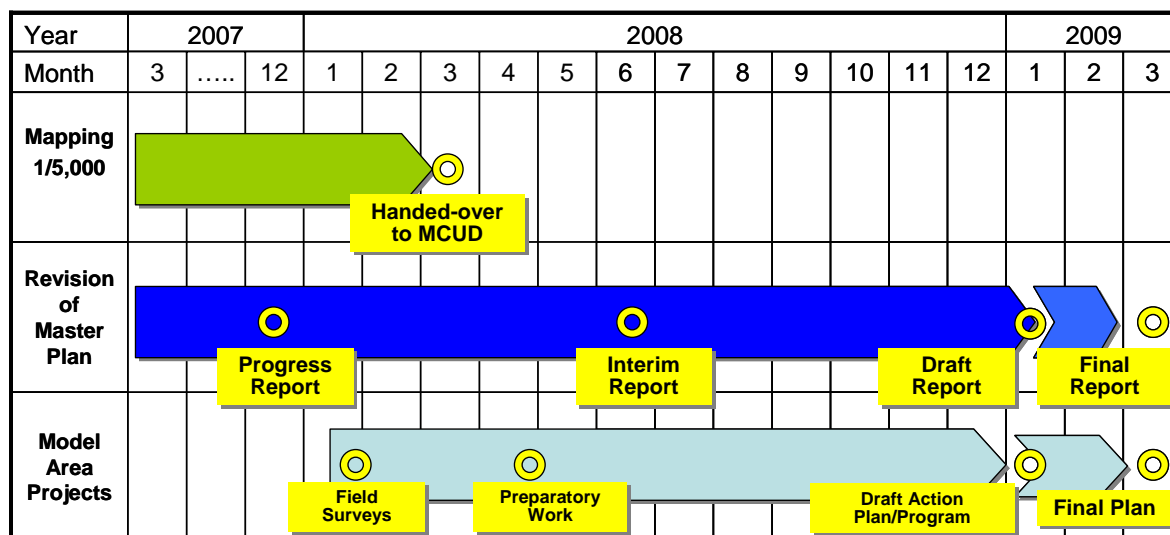 Year 2007 2008 2009
Month 3 ….. 12 1 2 3 4 5 6 7 8 9 10 11 12 1 2 3
Mapping
1/5,000
Handed-over
to MCUD
Revision
of
Master
Plan
Progress
Report
Interim
Report
Draft
Report
Final
Report
Model
Area
Projects
Field
Surveys
Preparatory
Work
Draft Action
Plan/Program
Final Plan